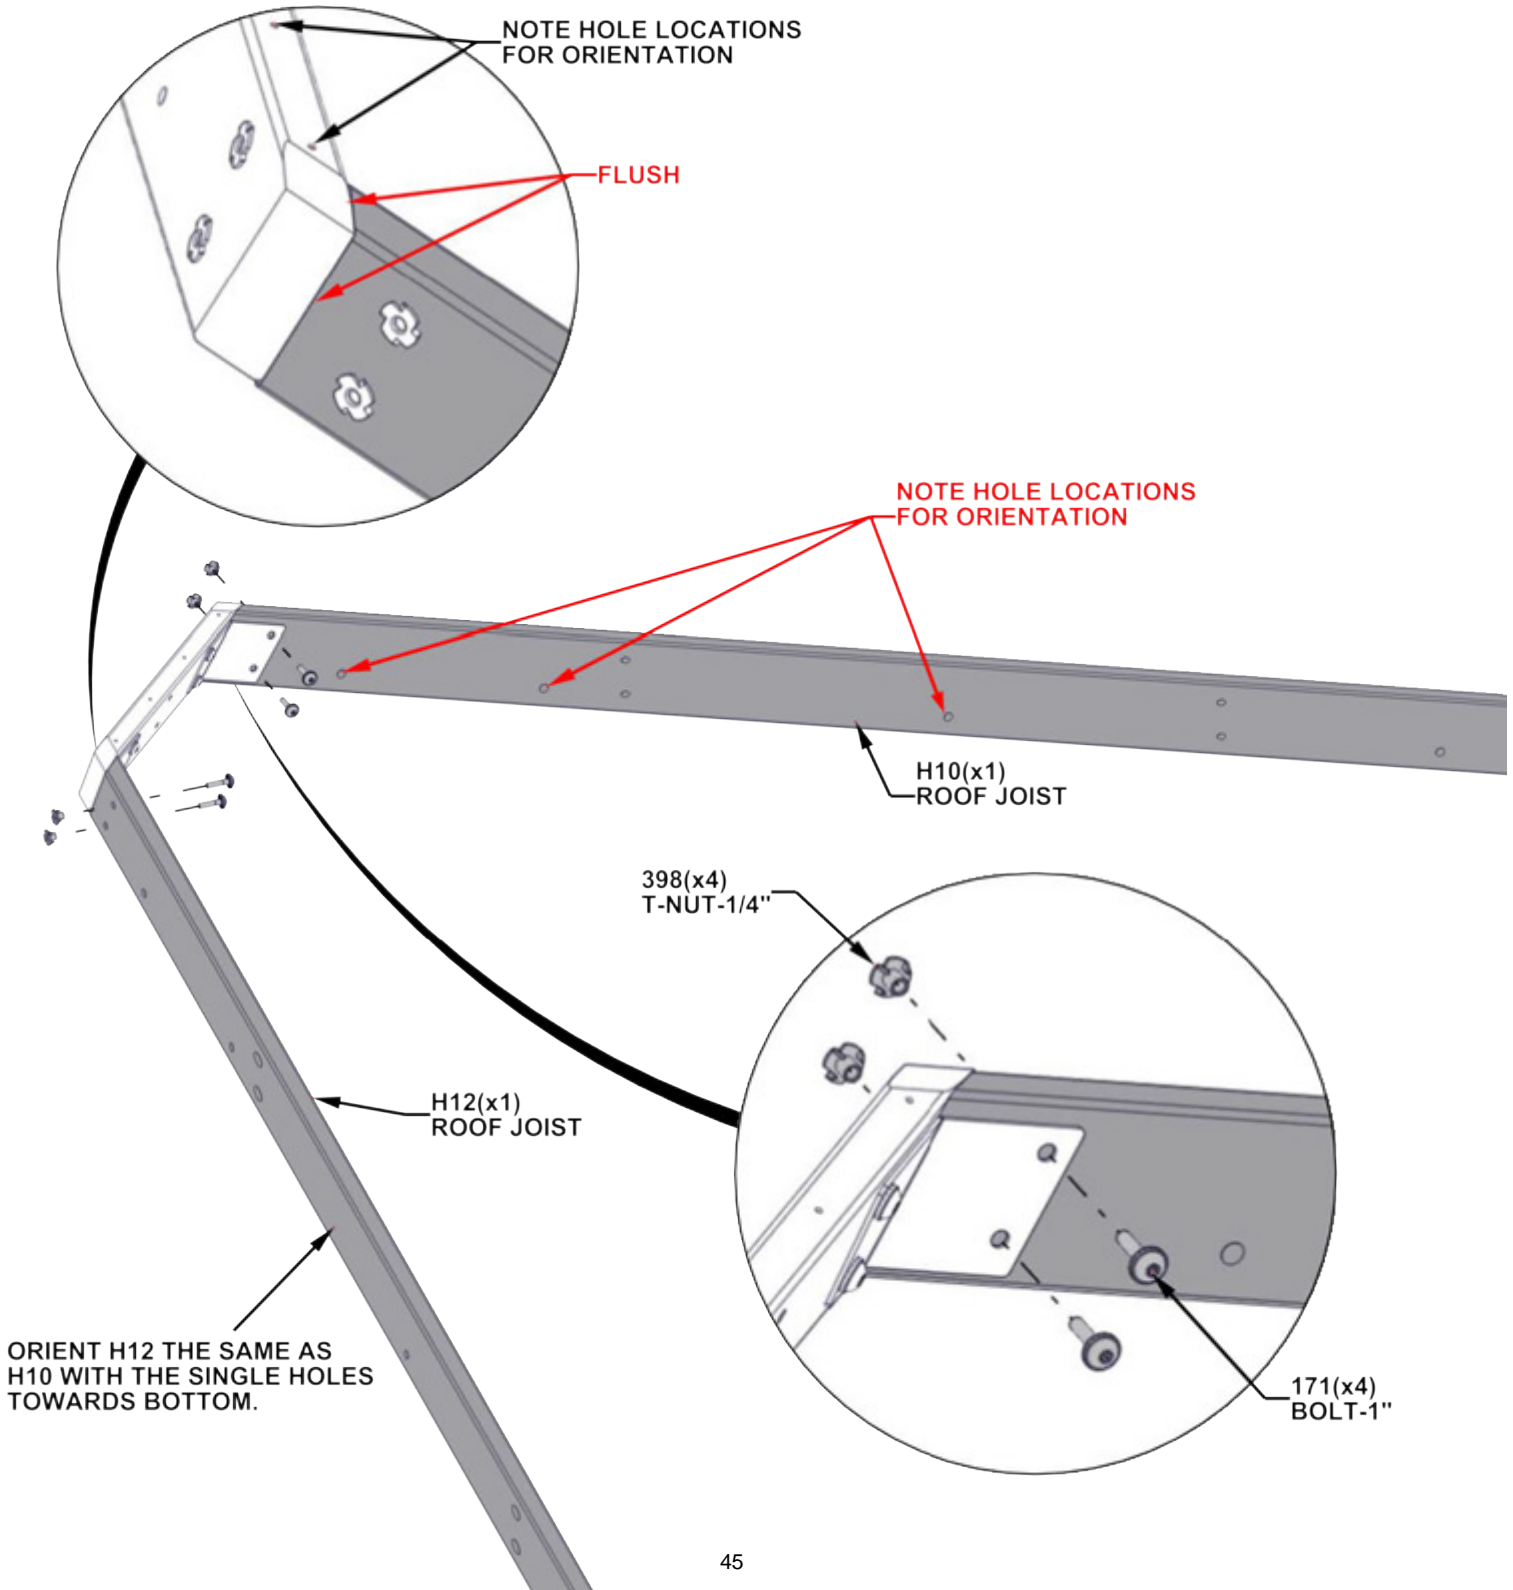 NOTE HOLE LOCATIONS
FOR ORIENTATION
FLUSH
NOTE HOLE LOCATIONS
FOR ORIENTATION
H10(x1)
ROOF JOIST
398(x4)
T-NUT-1/4"
H12(x1)
ROOF JOIST
ORIENT H12 THE SAME AS
H10 WITH THE SINGLE HOLES
TOWARDS BOTTOM.
171(x4)
BOLT-1"
45